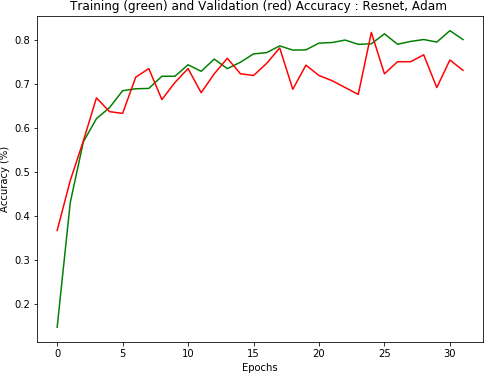 Training (green) and Validation (red) Accuracy : Resnet, Adam
Accuracy (%)
0.8
0.7
0.6
0.5
0.4
0.3
0.2
0 5 10 15 20 25 30
Epochs